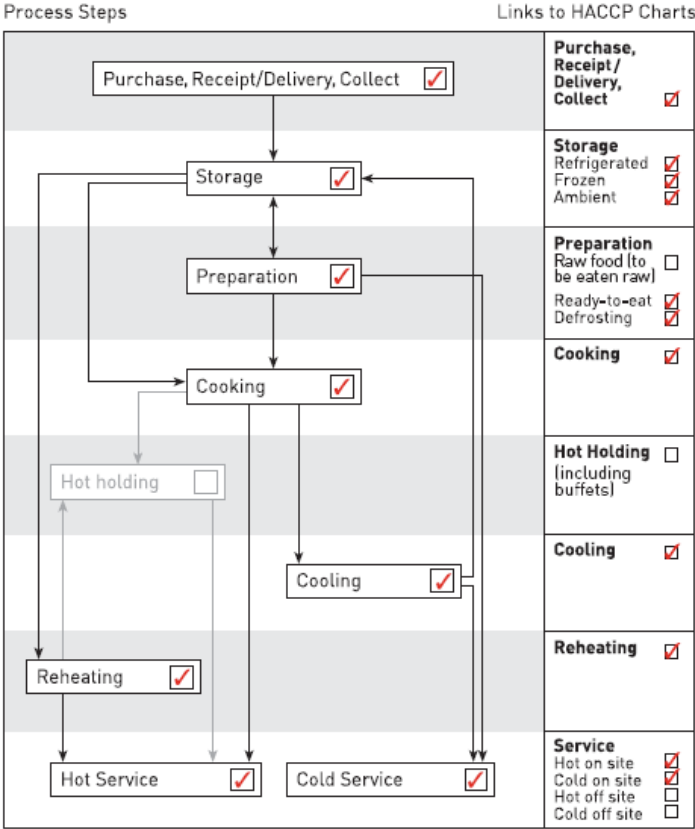 Process Steps
Links to HACCP Charts
Purchase, Receipt/Delivery, Collect
Purchase,
Receipt/
Delivery,
Collect
Storage
Storage
Refrigerated
Frozen
Ambient
Preparation
Preparation
Raw food (to
be eaten raw)
Ready-to-eat
Defrosting
Cooking
Cooking
Hot holding
Hot Holding
(including
buffets)
Cooling
Cooling
Reheating
Reheating
Hot Service
Cold Service
Service
Hot on site
Cold on site
Hot off site
Cold off site